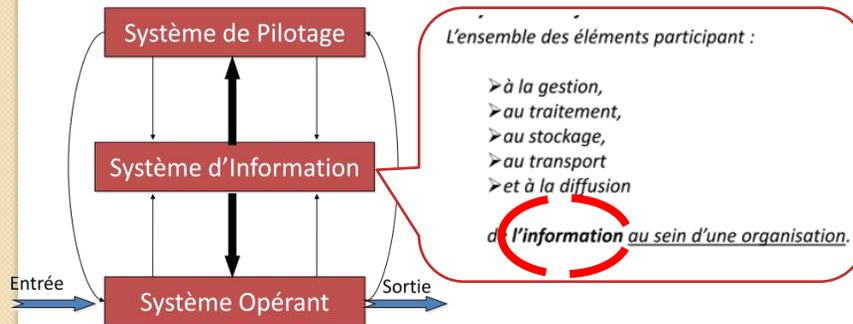 Système de Pilotage
Système d'Information
Entrée
Système Opérant
Sortie
L'ensemble des éléments participant :
➢à la gestion,
➢au traitement,
➢au stockage,
➢au transport
➢et à la diffusion
de l'information au sein d'une organisation.